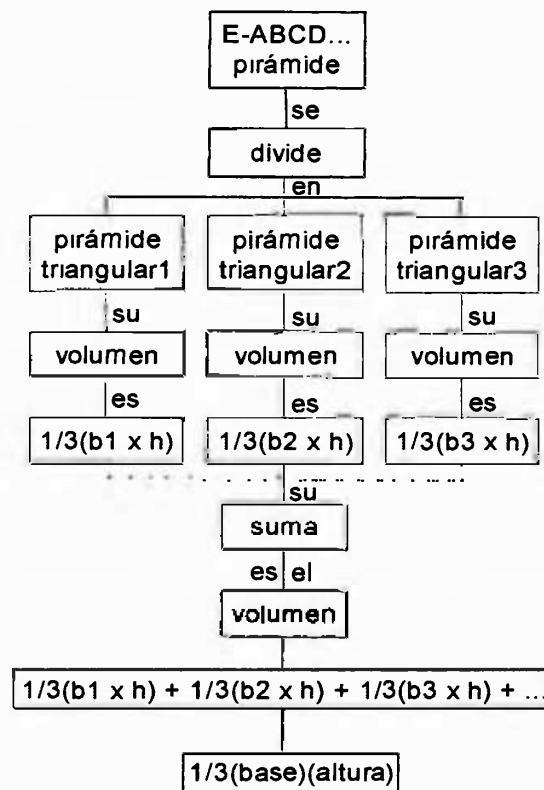 E-ABCD...
pirámide
se
divide
en
pirámide
triangular1
pirámide
triangular2
pirámide
triangular3
su su su
volumen volumen volumen
es es es
1/3(b1 x h) 1/3(b2 x h) 1/3(b3 x h)
su
suma
es el
volumen
1/3(b1 x h) + 1/3(b2 x h) + 1/3(b3 x h) + ...
1/3(base)(altura)